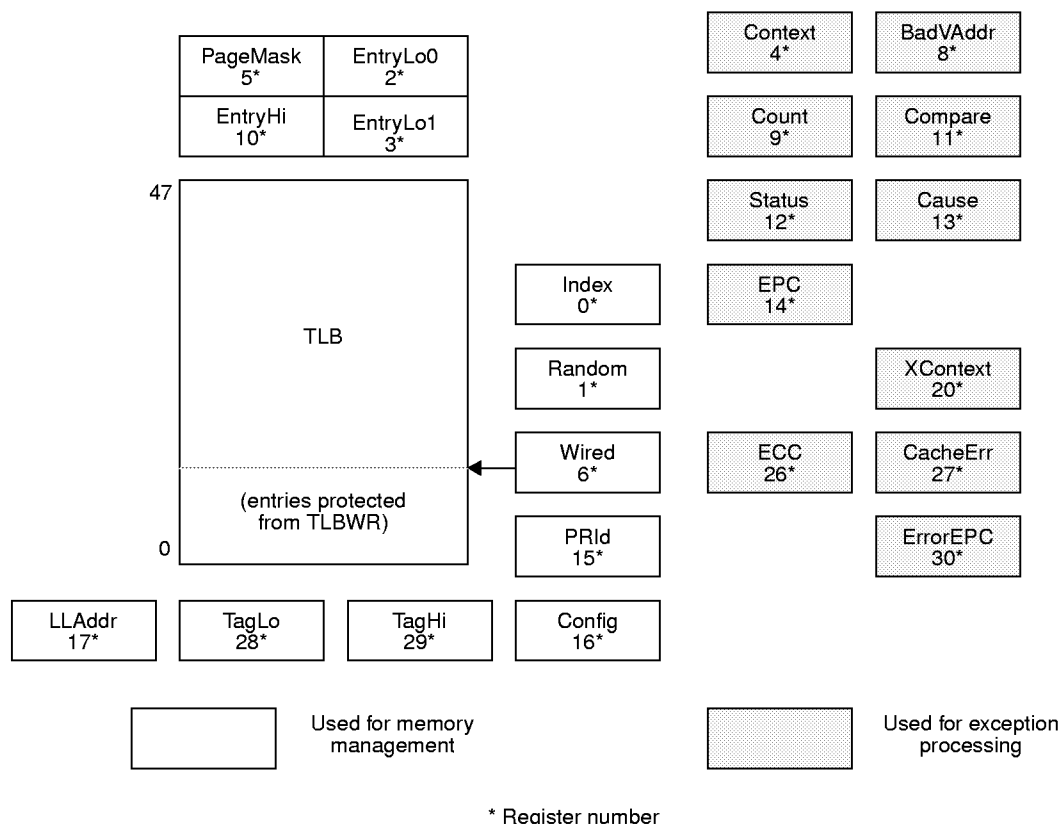 PageMask
5*
EntryLo0
2*
EntryHi
10*
EntryLo1
3*
47
TLB
(entries protected
from TLBWR)
0
Index
0*
Random
1*
Wired
6*
PRId
15*
LLAddr
17*
TagLo
28*
TagHi
29*
Config
16*
Context
4*
BadVAddr
8*
Count
9*
Compare
11*
Status
12*
Cause
13*
EPC
14*
XContext
20*
ECC
26*
CacheErr
27*
ErrorEPC
30*
Used for memory
management
Used for exception
processing
* Register number